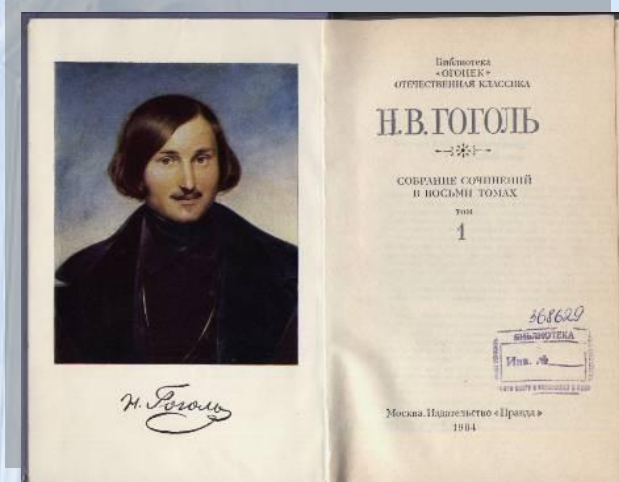 Н. Гоголь
Библиотека
«ОГОНЕК»
ОТЕЧЕСТВЕННАЯ КЛАССИКА
Н.В.ГОГОЛЬ
СОБРАНИЕ СОЧИНЕНИЙ
В ВОСЬМИ ТОМАХ
ТОМ
1
368629
БИБЛИОТЕКА
Инв. №
Москва. Издательство «Правда»
1984